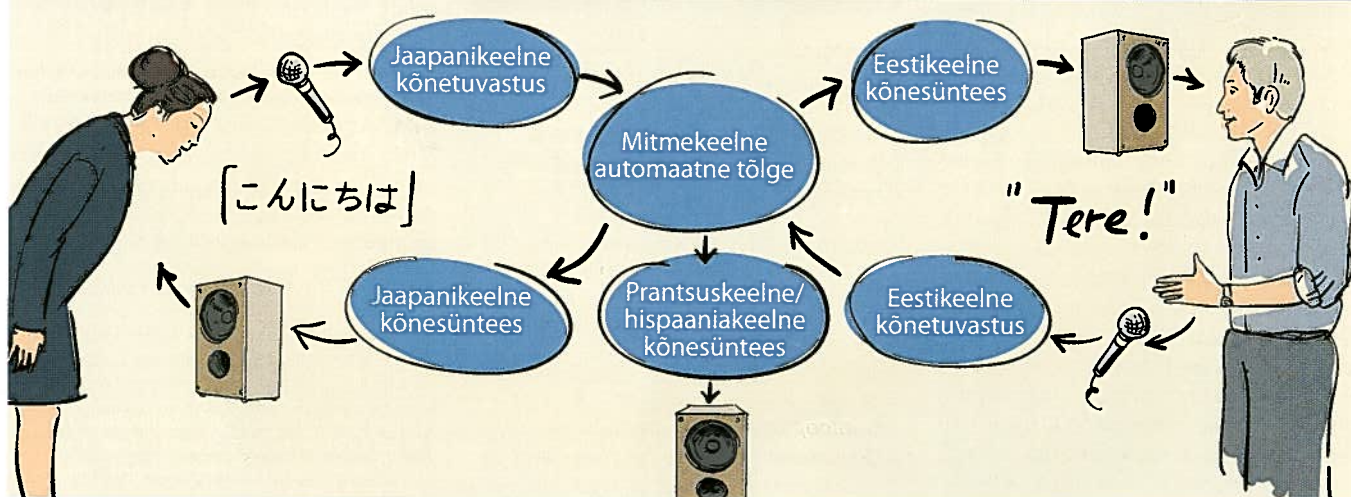 Jaapanikeelne
kõnetuvastus
Eestikeelne
kõnesüntees
Mitmekeelne
automaatne tõlge
[こんにちは]
"Tere!"
Jaapanikeelne
kõnesüntees
Prantsuskeelne/
hispaaniakeelne
kõnesüntees
Eestikeelne
kõnetuvastus